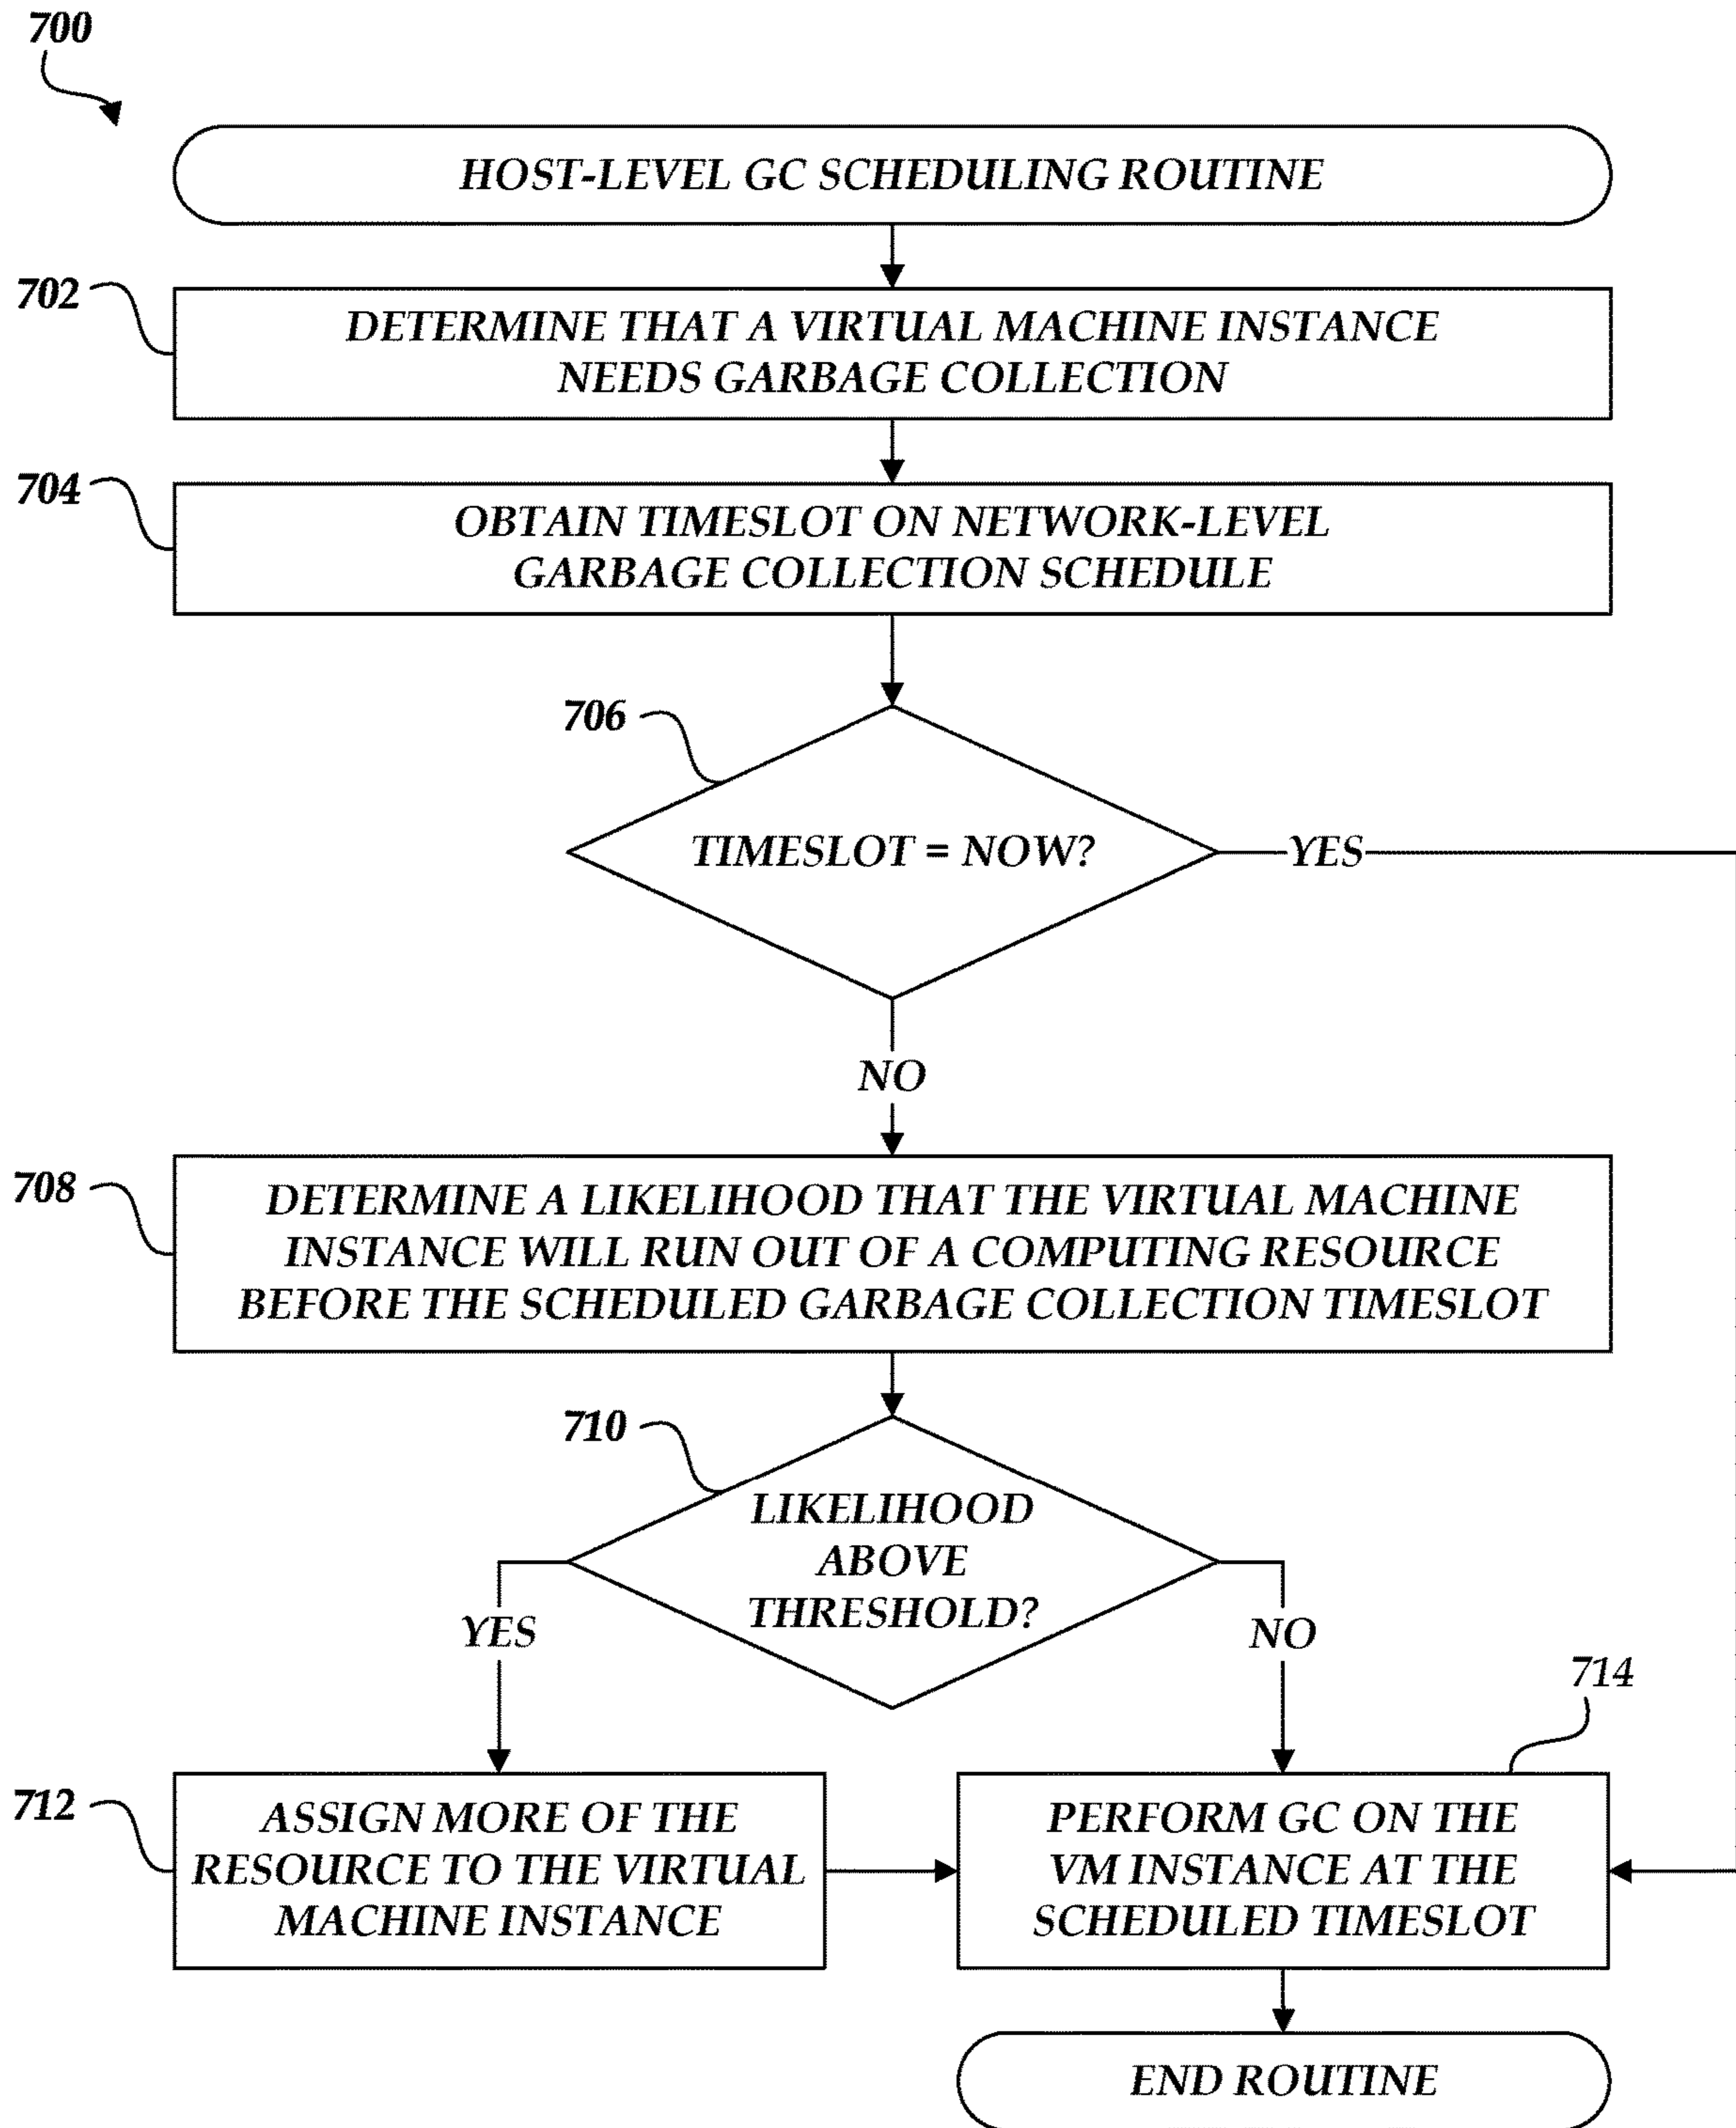 700
HOST-LEVEL GC SCHEDULING ROUTINE
702
DETERMINE THAT A VIRTUAL MACHINE INSTANCE
NEEDS GARBAGE COLLECTION
704
OBTAIN TIMESLOT ON NETWORK-LEVEL
GARBAGE COLLECTION SCHEDULE
706
TIMESLOT = NOW?
YES
NO
708
DETERMINE A LIKELIHOOD THAT THE VIRTUAL MACHINE
INSTANCE WILL RUN OUT OF A COMPUTING RESOURCE
BEFORE THE SCHEDULED GARBAGE COLLECTION TIMESLOT
710
LIKELIHOOD
ABOVE
THRESHOLD?
YES
NO
712
ASSIGN MORE OF THE
RESOURCE TO THE VIRTUAL
MACHINE INSTANCE
714
PERFORM GC ON THE
VM INSTANCE AT THE
SCHEDULED TIMESLOT
END ROUTINE